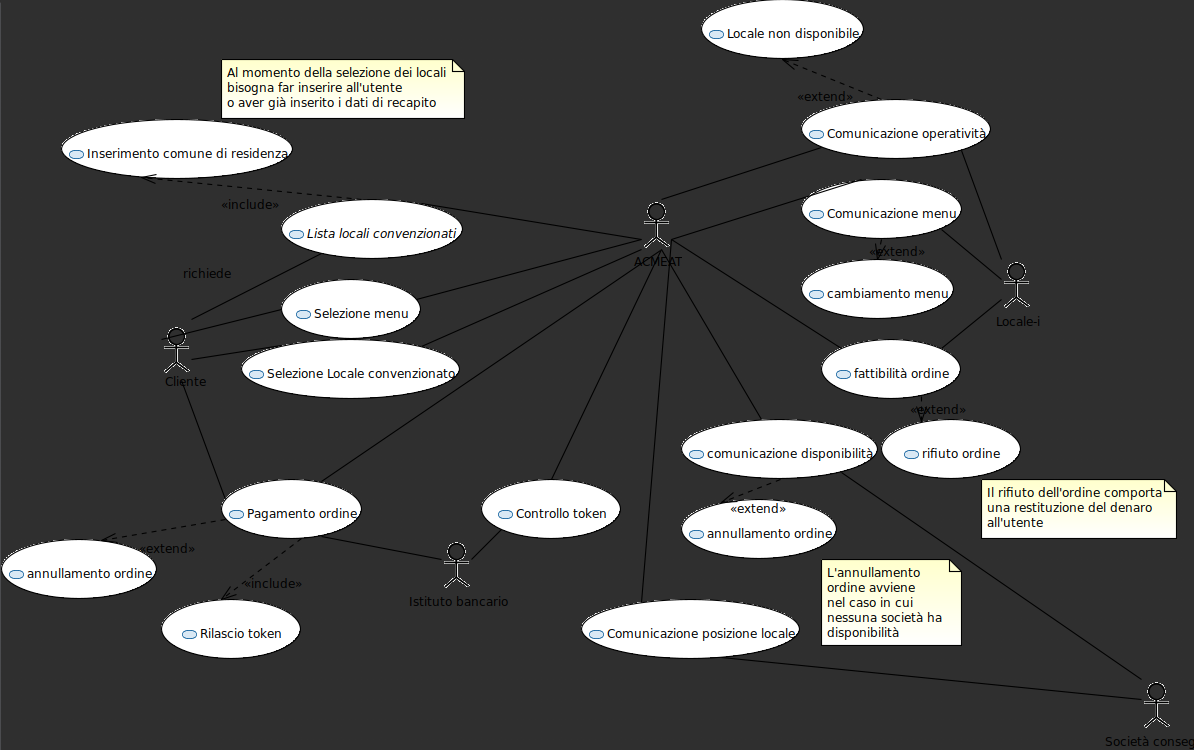 Locale non disponibile
Al momento della selezione dei locali
bisogna far inserire all'utente
o aver già inserito i dati di recapito
«extend»
Comunicazione operatività
Inserimento comune di residenza
«include»
Comunicazione menu
Lista locali convenzionati
«extend»
ACMEAT
richiede
cambiamento menu
Selezione menu
Locale-i
Cliente
Selezione Locale convenzionato
fattibilità ordine
«extend»
comunicazione disponibilità
rifiuto ordine
Il rifiuto dell'ordine comporta
una restituzione del denaro
all'utente
Pagamento ordine
Controllo token
«extend»
annullamento ordine
«extend»
annullamento ordine
L'annullamento
ordine avviene
nel caso in cui
nessuna società ha
disponibilità
«include»
Istituto bancario
Rilascio token
Comunicazione posizione locale
Società conseg